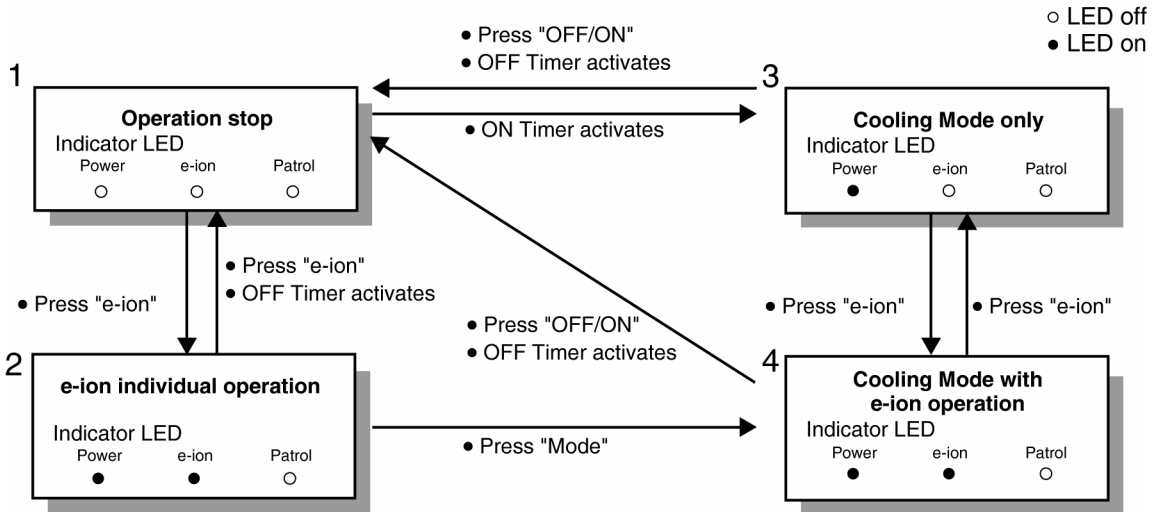 ○ LED off
● LED on
● Press "OFF/ON"
● OFF Timer activates
● ON Timer activates
1
Operation stop
Indicator LED
Power e-ion Patrol
3
Cooling Mode only
Indicator LED
Power e-ion Patrol
● Press "e-ion"
● Press "e-ion"
● OFF Timer activates
● Press "OFF/ON"
● OFF Timer activates
● Press "e-ion"
● Press "e-ion"
2
e-ion individual operation
Indicator LED
Power e-ion Patrol
● Press "Mode"
4
Cooling Mode with
e-ion operation
Indicator LED
Power e-ion Patrol